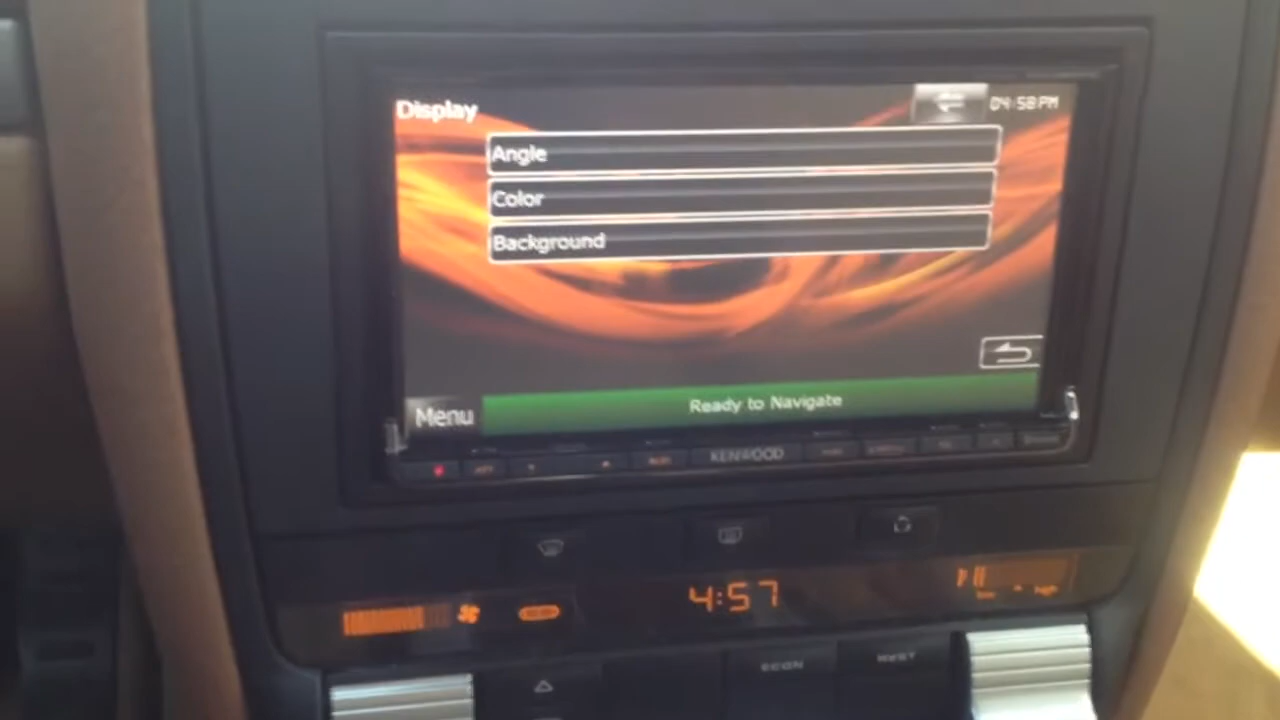 Display
04:58 PM
Angle
Color
Background
Menu
Ready to Navigate
KENWOOD
4:57
ECON
REST